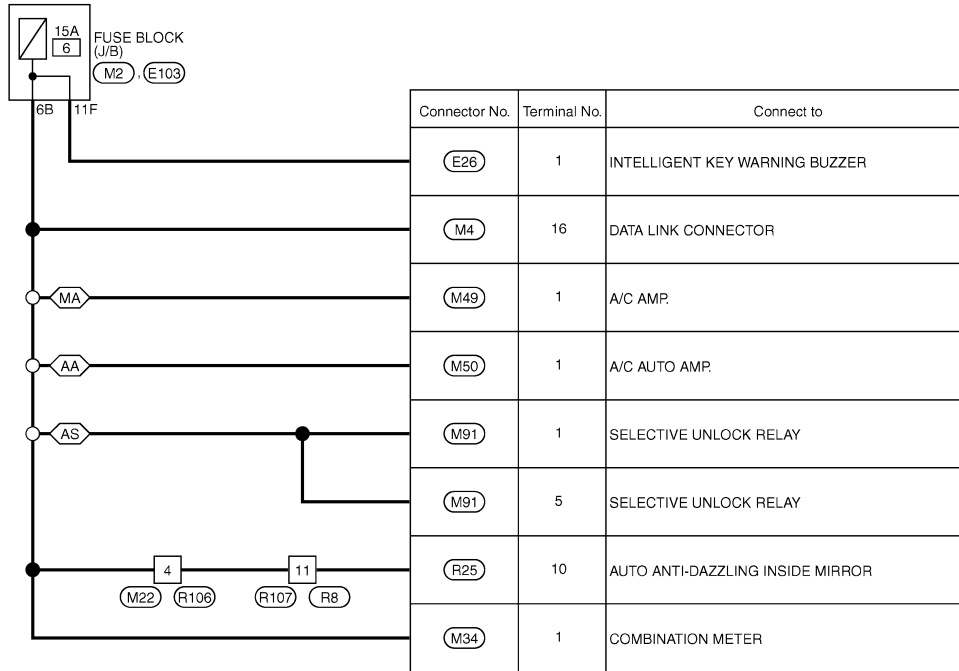 15A
6
FUSE BLOCK
(J/B)
M2 , E103
6B 11F
Connector No. Terminal No. Connect to
E26 1 INTELLIGENT KEY WARNING BUZZER
M4 16 DATA LINK CONNECTOR
MA M49 1 A/C AMP.
AA M50 1 A/C AUTO AMP.
AS M91 1 SELECTIVE UNLOCK RELAY
M91 5 SELECTIVE UNLOCK RELAY
4 11 R25 10 AUTO ANTI-DAZZLING INSIDE MIRROR
M22 R106 R107 R8
M34 1 COMBINATION METER